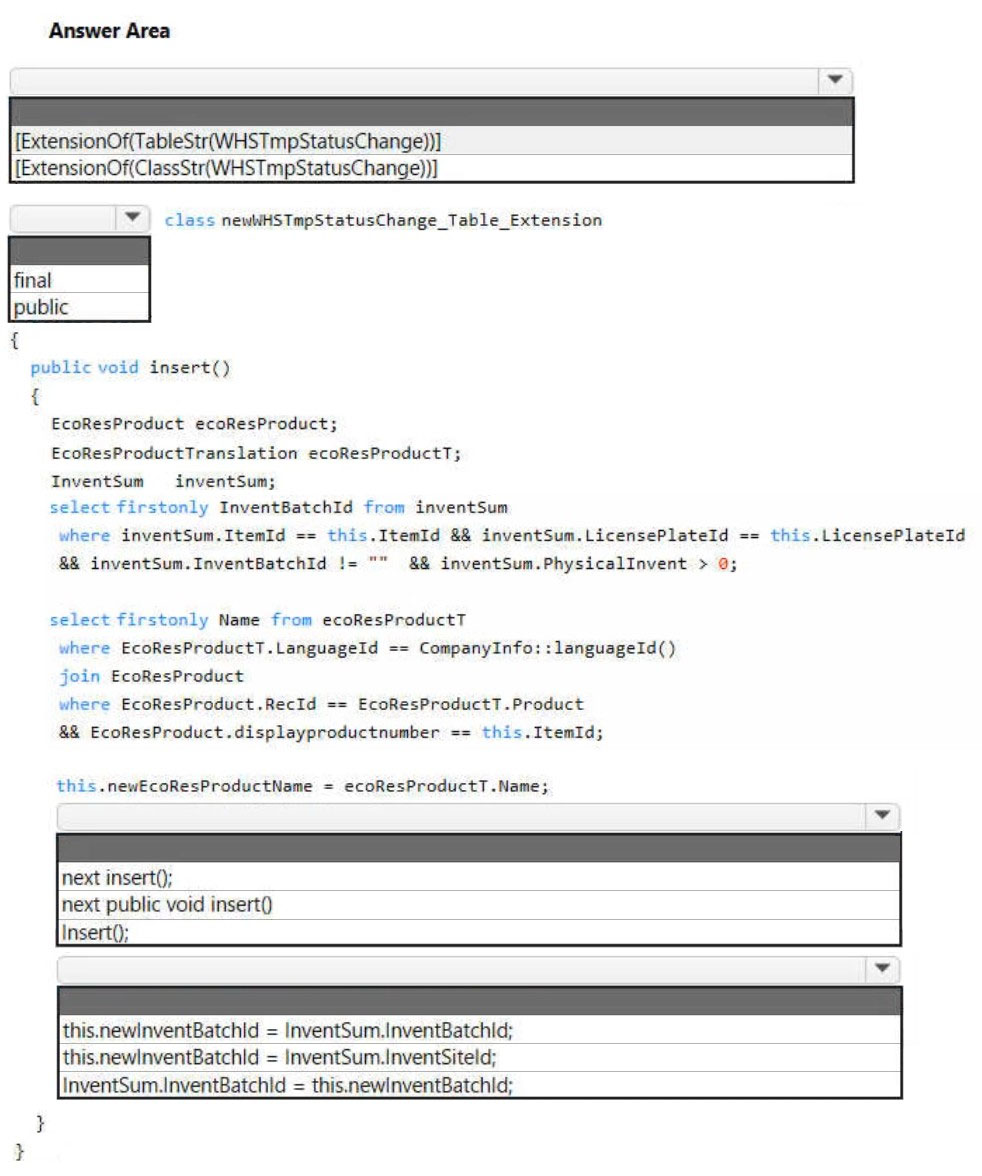 Answer Area
[ExtensionOf(TableStr(WHSTmpStatusChange))]
[ExtensionOf(ClassStr(WHSTmpStatusChange))]
class newWHSTmpStatusChange_Table_Extension
final
public
{
public void insert()
{
EcoResProduct ecoResProduct;
EcoResProductTranslation ecoResProductT;
InventSum inventSum;
select firstonly InventBatchId from inventSum
where inventSum.ItemId == this.ItemId && inventSum.LicensePlateId == this.LicensePlateId
&& inventSum.InventBatchId != "" && inventSum.PhysicalInvent > 0;
select firstonly Name from ecoResProductT
where EcoResProductT.LanguageId == CompanyInfo::languageId()
join EcoResProduct
where EcoResProduct.RecId == EcoResProductT.Product
&& EcoResProduct.displayproductnumber == this.ItemId;
this.newEcoResProductName = ecoResProductT.Name;
next insert();
next public void insert()
Insert();
this.newInventBatchId = InventSum.InventBatchId;
this.newInventBatchId = InventSum.InventSiteId;
InventSum.InventBatchId = this.newInventBatchId;
}
}